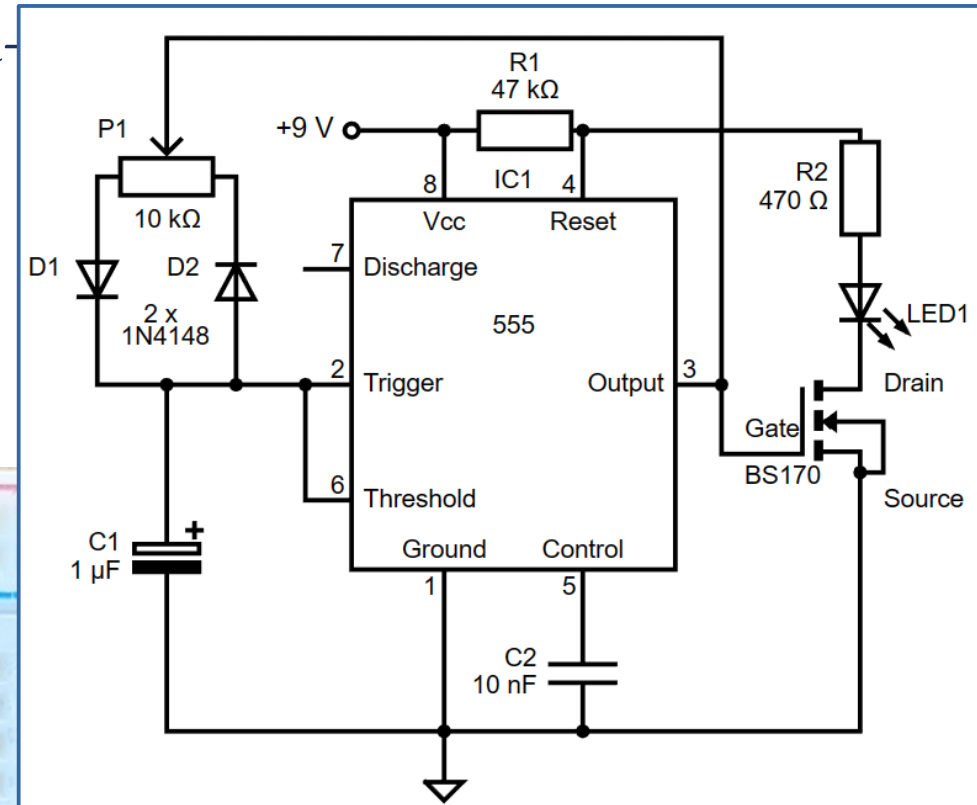 R1
47 kΩ
P1
+9 V
R2
470 Ω
8
IC1
4
10 kΩ
Vcc
Reset
7
D1
D2
Discharge
2 x
1N4148
555
LED1
2
Trigger
Output
3
Drain
Gate
BS170
6
Threshold
Source
C1
+
1 µF
Ground
Control
1
5
C2
10 nF